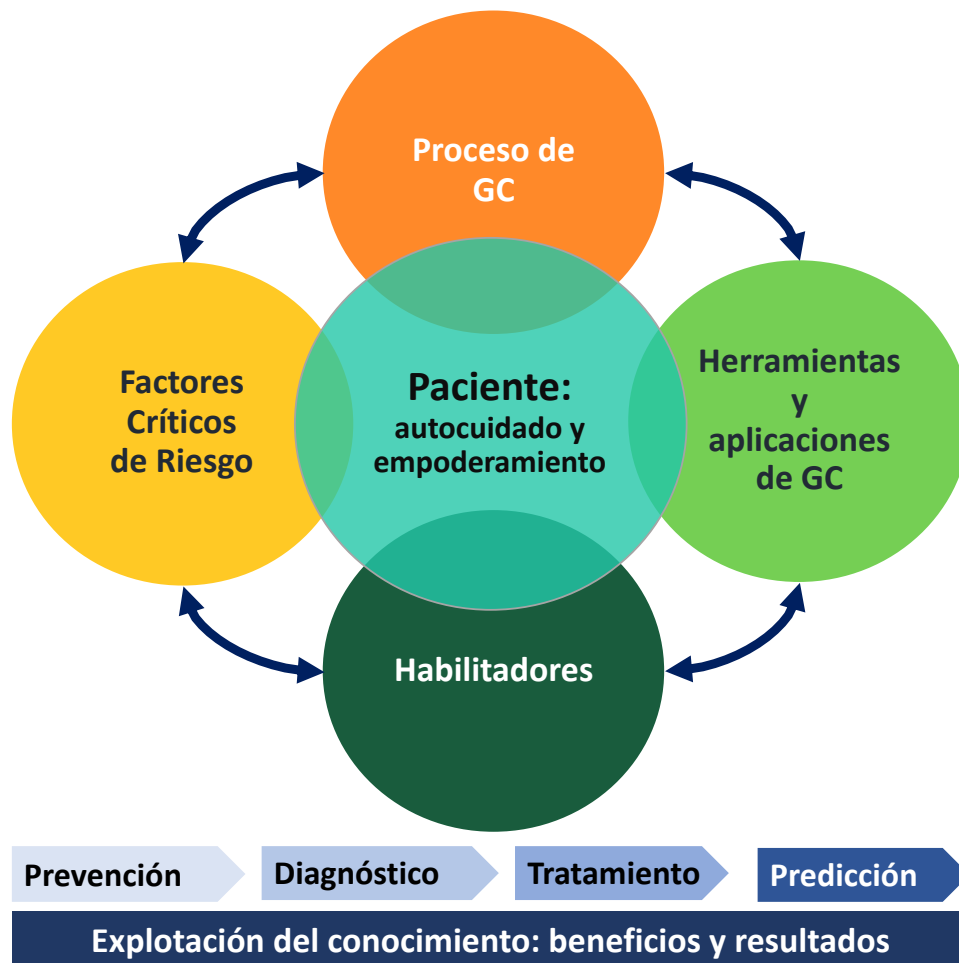 Proceso de
GC
Factores
Críticos
de Riesgo
Paciente:
autocuidado y
empoderamiento
Herramientas
y
aplicaciones
de GC
Habilitadores
Prevención
Diagnóstico
Tratamiento
Predicción
Explotación del conocimiento: beneficios y resultados